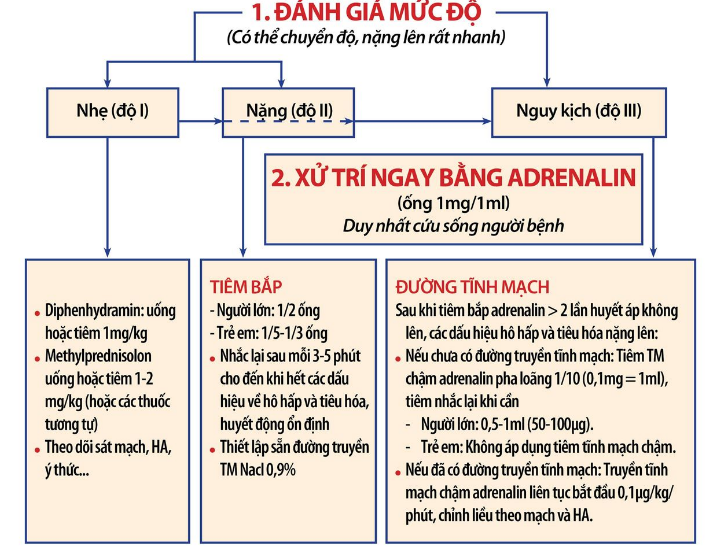 1. ĐÁNH GIÁ MỨC ĐỘ
(Có thể chuyển độ, nặng lên rất nhanh)
Nhẹ (độ I)
Nặng (độ II)
Nguy kịch (độ III)
2. XỬ TRÍ NGAY BẰNG ADRENALIN
(ống 1mg/1ml)
Duy nhất cứu sống người bệnh
• Diphenhydramin: uống
hoặc tiêm 1mg/kg
• Methylprednisolon
uống hoặc tiêm 1-2
mg/kg (hoặc các thuốc
tương tự)
• Theo dõi sát mạch, HA,
ý thức...
TIÊM BẮP
- Người lớn: 1/2 ống
- Trẻ em: 1/5-1/3 ống
• Nhắc lại sau mỗi 3-5 phút
cho đến khi hết các dấu
hiệu về hô hấp và tiêu hóa,
huyết động ổn định
• Thiết lập sẵn đường truyền
TM Nacl 0,9%
ĐƯỜNG TĨNH MẠCH
Sau khi tiêm bắp adrenalin > 2 lần huyết áp không
lên, các dấu hiệu hô hấp và tiêu hóa nặng lên:
• Nếu chưa có đường truyền tĩnh mạch: Tiêm TM
chậm adrenalin pha loãng 1/10 (0,1mg = 1ml),
tiêm nhắc lại khi cần
- Người lớn: 0,5-1ml (50-100µg).
- Trẻ em: Không áp dụng tiêm tĩnh mạch chậm.
• Nếu đã có đường truyền tĩnh mạch: Truyền tĩnh
mạch chậm adrenalin liên tục bắt đầu 0,1µg/kg/
phút, chỉnh liều theo mạch và HA.